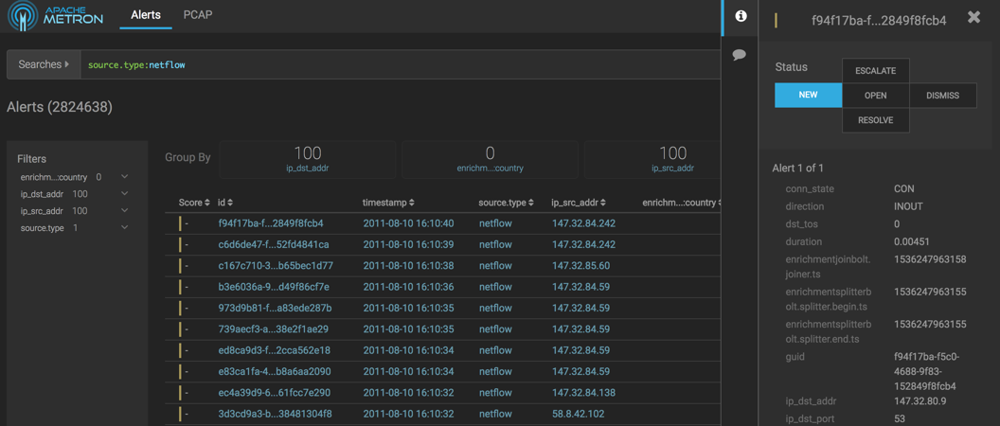 APACHE
METRON
Alerts
PCAP
Searches
source.type:netflow
Alerts (2824638)
Filters
enrichm...:country 0
ip_dst_addr 100
ip_src_addr 100
source.type 1
Group By
100
ip_dst_addr
0
enrichm...:country
100
ip_src_addr
Score id timestamp source.type ip_src_addr enrichm...:country
- f94f17ba-f...2849f8fcb4 2011-08-10 16:10:40 netflow 147.32.84.242
- c6d6de47-f...52fd4841ca 2011-08-10 16:10:39 netflow 147.32.84.242
- c167c710-3...b65bec1d77 2011-08-10 16:10:38 netflow 147.32.85.60
- b3e6036a-9...d49f86cf7e 2011-08-10 16:10:36 netflow 147.32.84.59
- 973d9b81-f...a83ede287b 2011-08-10 16:10:35 netflow 147.32.84.59
- 739aecf3-a...38e2f1ae29 2011-08-10 16:10:35 netflow 147.32.84.59
- ed8ca9d3-f...2cca562e18 2011-08-10 16:10:34 netflow 147.32.84.59
- e83ca1fa-4...b8a6aa2090 2011-08-10 16:10:34 netflow 147.32.84.59
- ec4a39d9-6...61fcc7e290 2011-08-10 16:10:32 netflow 147.32.84.138
- 3d3cd9a3-b...38481304f8 2011-08-10 16:10:32 netflow 58.8.42.102
f94f17ba-f...2849f8fcb4
Status
ESCALATE
NEW
OPEN
DISMISS
RESOLVE
Alert 1 of 1
conn_state CON
direction INOUT
dst_tos 0
duration 0.00451
enrichmentjoinbolt. 1536247963158
joiner.ts
enrichmentsplitterb 1536247963155
olt.splitter.begin.ts
enrichmentsplitterb 1536247963155
olt.splitter.end.ts
guid f94f17ba-f5c0-
4688-9f83-
152849f8fcb4
ip_dst_addr 147.32.80.9
ip_dst_port 53